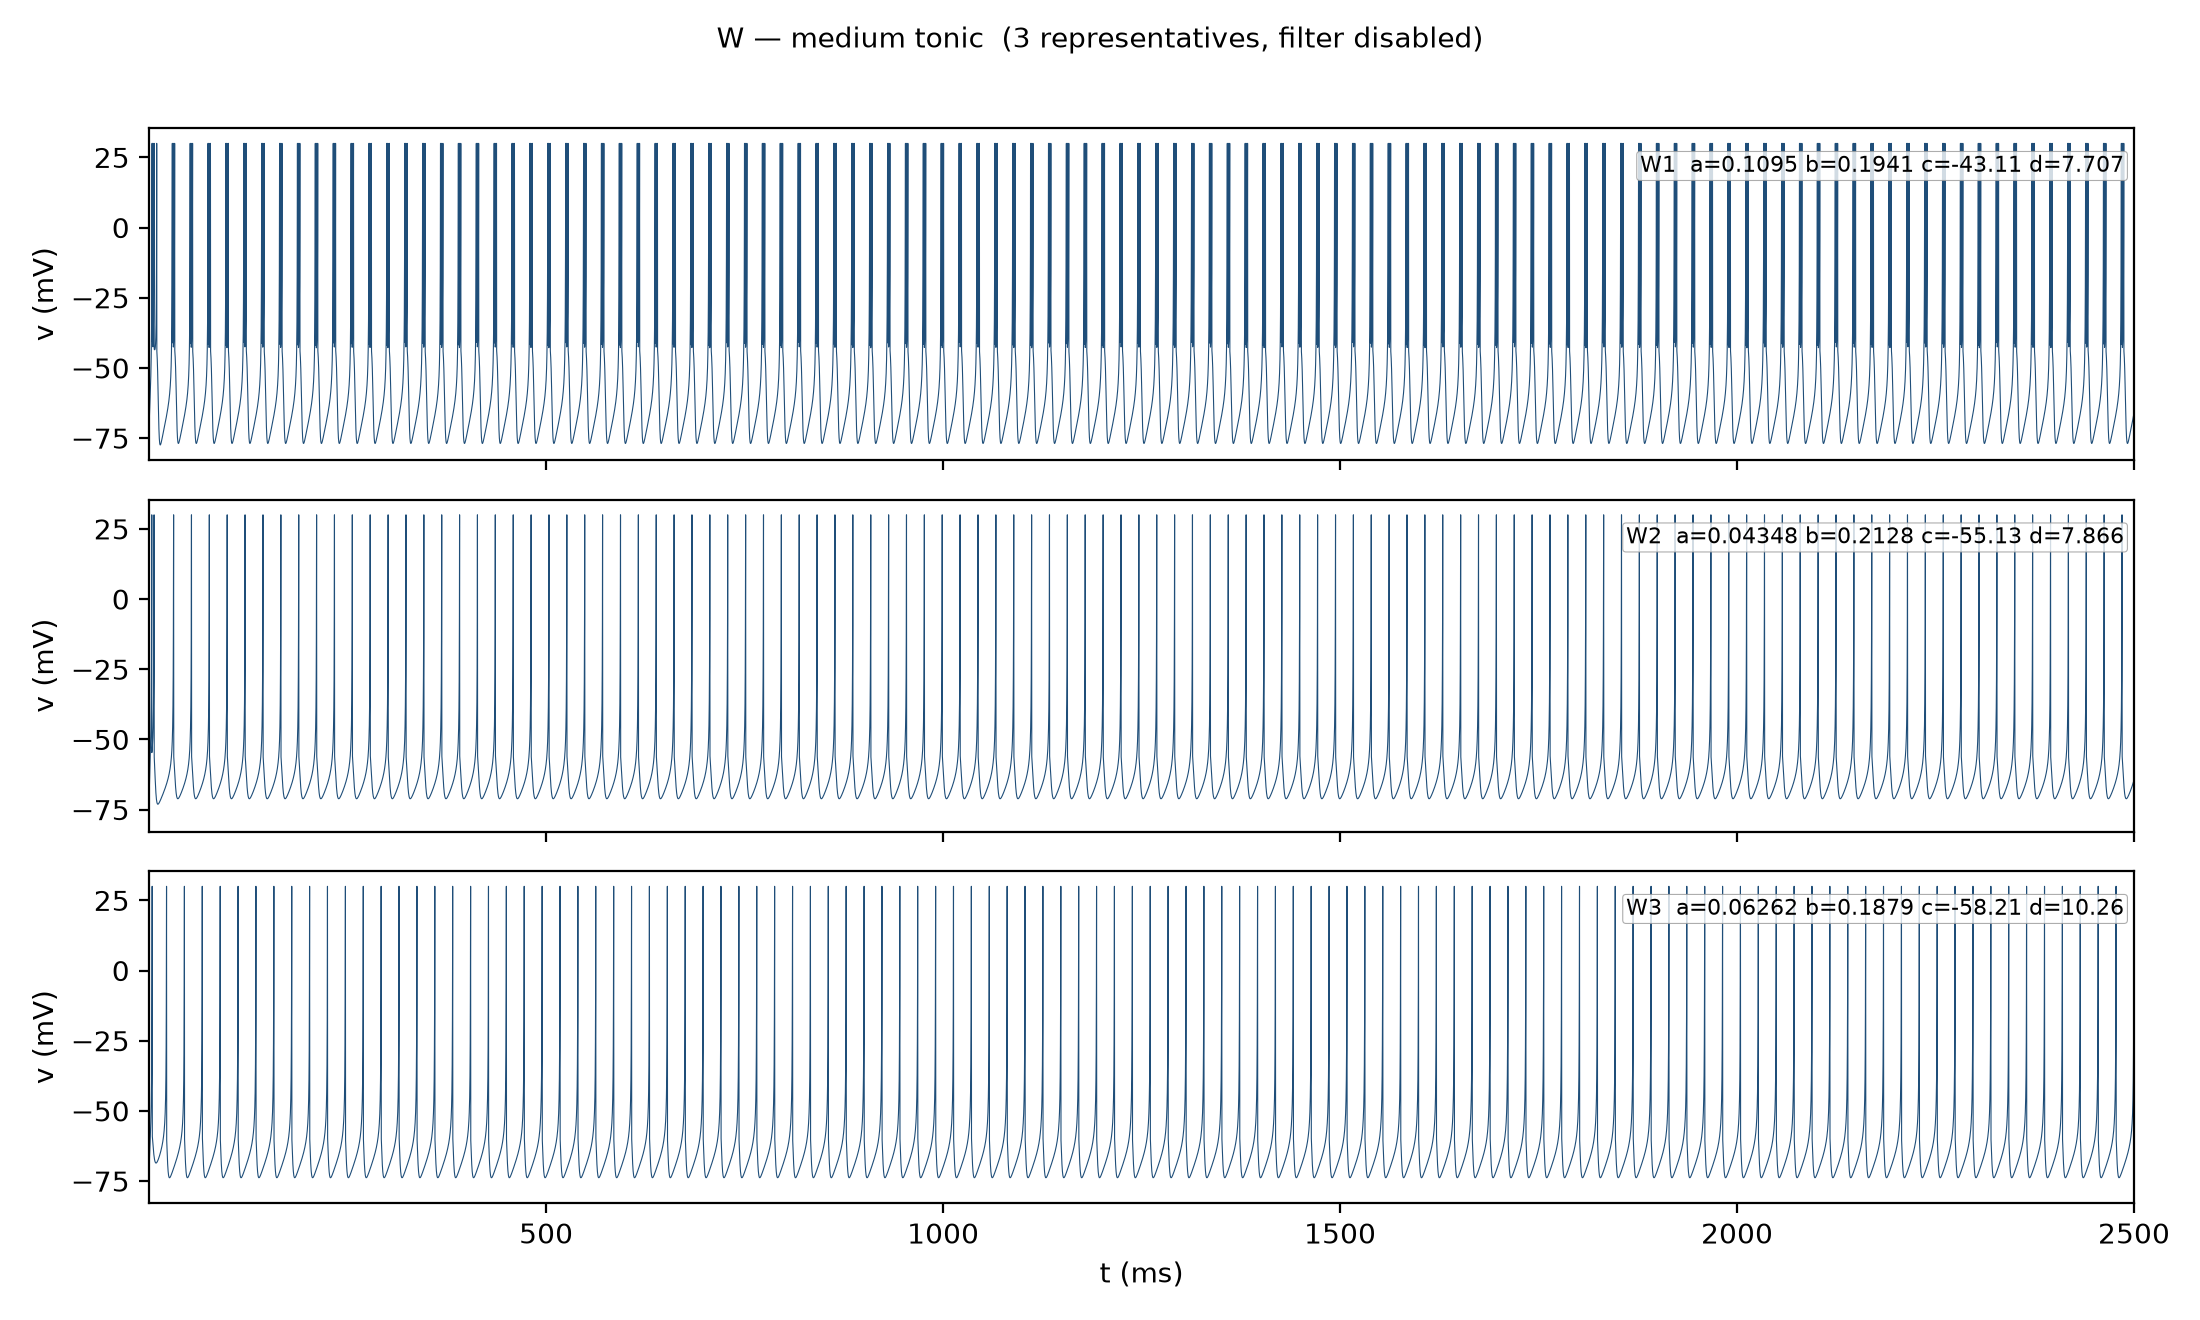 W — medium tonic  (3 representatives, filter disabled)
25
0
−25
−50
−75
v (mV)
W1  a=0.1095 b=0.1941 c=-43.11 d=7.707
25
0
−25
−50
−75
v (mV)
W2  a=0.04348 b=0.2128 c=-55.13 d=7.866
25
0
−25
−50
−75
v (mV)
W3  a=0.06262 b=0.1879 c=-58.21 d=10.26
500 1000 1500 2000 2500
t (ms)